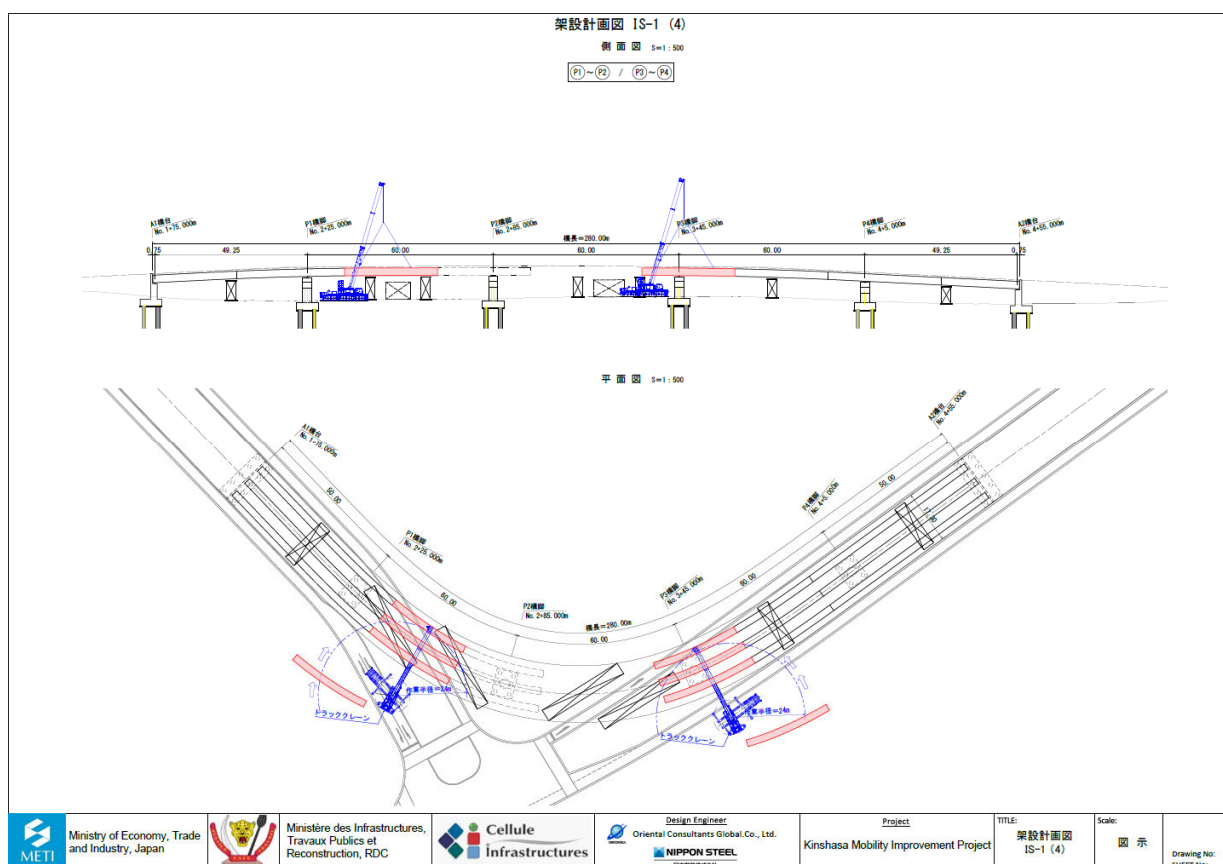 架設計画図 IS-1 (4)
側 面 図 S=1:500
P1~P2 / P3~P4
A1橋台
No.1+75.000m
P1橋脚
No.2+25.000m
P2橋脚
No.2+85.000m
P3橋脚
No.3+45.000m
P4橋脚
No.4+5.000m
A2橋台
No.4+55.000m
橋長=280.00m
0.75
49.25
60.00
60.00
60.00
49.25
0.75
平 面 図 S=1:500
A1橋台
No.1+75.000m
50.00
P1橋脚
No.2+25.000m
60.00
P2橋脚
No.2+85.000m
橋長=280.00m
60.00
P3橋脚
No.3+45.000m
60.00
P4橋脚
No.4+5.000m
50.00
A2橋台
No.4+55.000m
作業半径=24m
トラッククレーン
作業半径=24m
トラッククレーン
METI
Ministry of Economy, Trade
and Industry, Japan
Ministère des Infrastructures,
Travaux Publics et
Reconstruction, RDC
Cellule
infrastructures
Design Engineer
Oriental Consultants Global.Co., Ltd.
NIPPON STEEL
Project
Kinshasa Mobility Improvement Project
TITLE:
架設計画図
IS-1 (4)
Scale:
図 示
Drawing No: